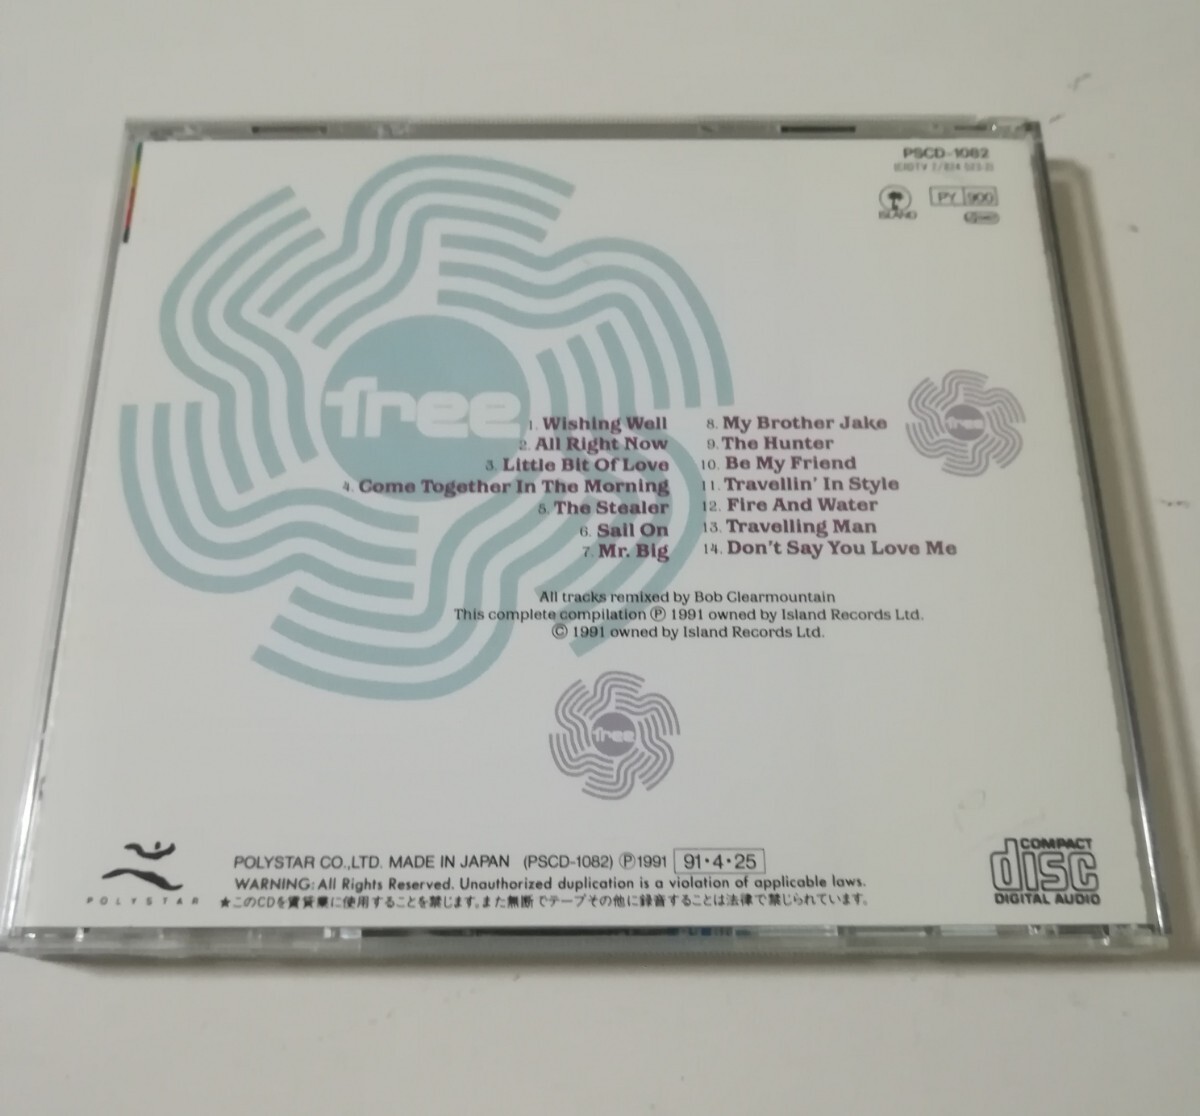 PSCD-1082
ISLAND
PY 900
free
1. Wishing Well
2. All Right Now
3. Little Bit Of Love
4. Come Together In The Morning
5. The Stealer
6. Sail On
7. Mr. Big
8. My Brother Jake
9. The Hunter
10. Be My Friend
11. Travellin' In Style
12. Fire And Water
13. Travelling Man
14. Don't Say You Love Me
free
All tracks remixed by Bob Clearmountain
This complete compilation Ⓟ 1991 owned by Island Records Ltd.
© 1991 owned by Island Records Ltd.
free
POLYSTAR
POLYSTAR CO.,LTD. MADE IN JAPAN (PSCD-1082) Ⓟ1991 91・4・25
WARNING: All Rights Reserved. Unauthorized duplication is a violation of applicable laws.
★このCDを賃貸業に使用することを禁じます。また無断でテープその他に録音することは法律で禁じられています。
COMPACT
disc
DIGITAL AUDIO